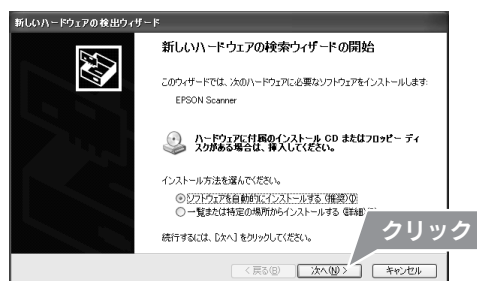 新しいハードウェアの検出ウィザード
新しいハードウェアの検索ウィザードの開始
このウィザードでは、次のハードウェアに必要なソフトウェアをインストールします:
EPSON Scanner
ハードウェアに付属のインストール CD またはフロッピー ディ
スクがある場合は、挿入してください。
インストール方法を選んでください。
ソフトウェアを自動的にインストールする (推奨)(I)
一覧または特定の場所からインストールする (詳細)
続行するには、[次へ] をクリックしてください。
クリック
< 戻る(B)
次へ(N) >
キャンセル